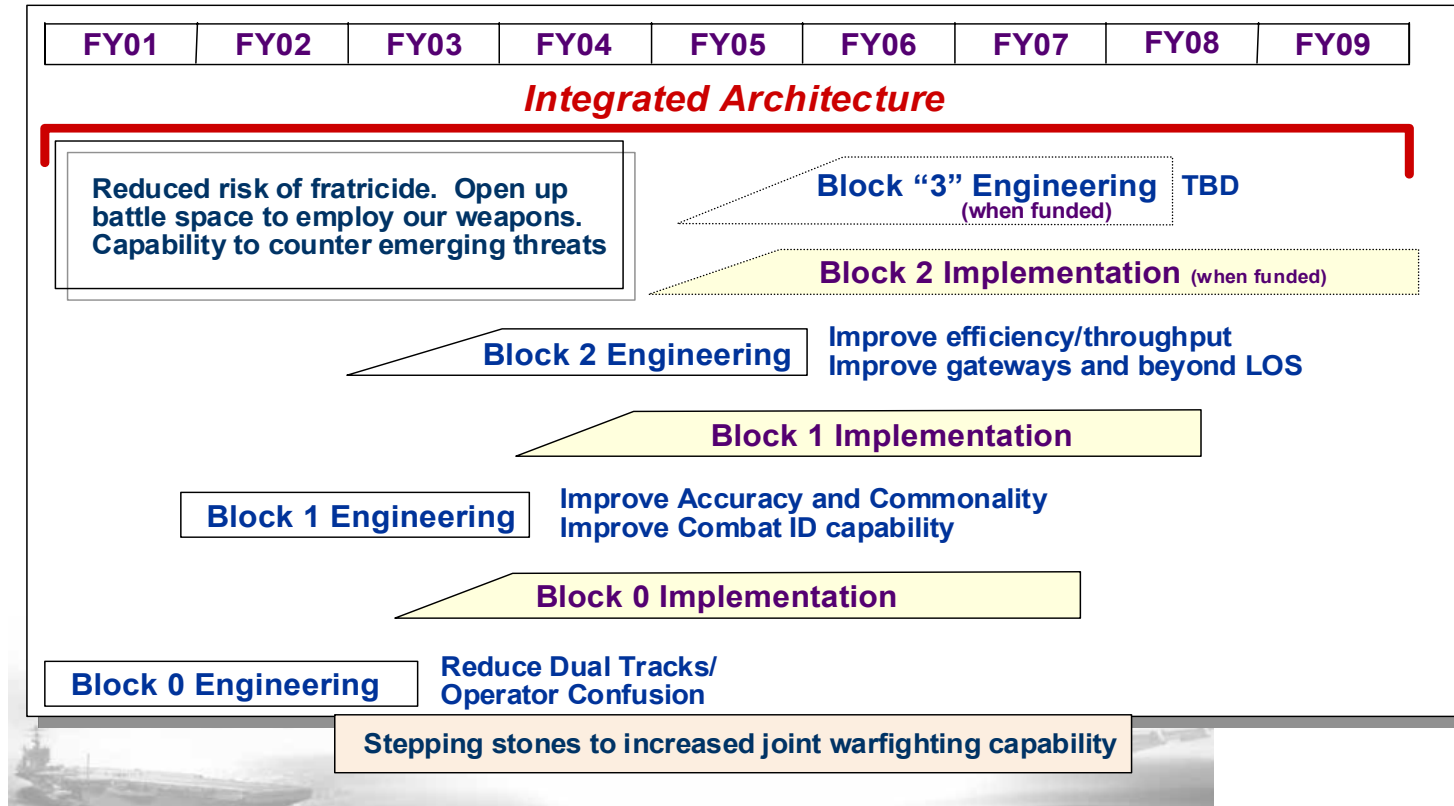 FY01 FY02 FY03 FY04 FY05 FY06 FY07 FY08 FY09
Integrated Architecture
Reduced risk of fratricide. Open up
battle space to employ our weapons.
Capability to counter emerging threats
Block “3” Engineering
(when funded)
TBD
Block 2 Implementation (when funded)
Block 2 Engineering
Improve efficiency/throughput
Improve gateways and beyond LOS
Block 1 Implementation
Block 1 Engineering
Improve Accuracy and Commonality
Improve Combat ID capability
Block 0 Implementation
Block 0 Engineering
Reduce Dual Tracks/
Operator Confusion
Stepping stones to increased joint warfighting capability